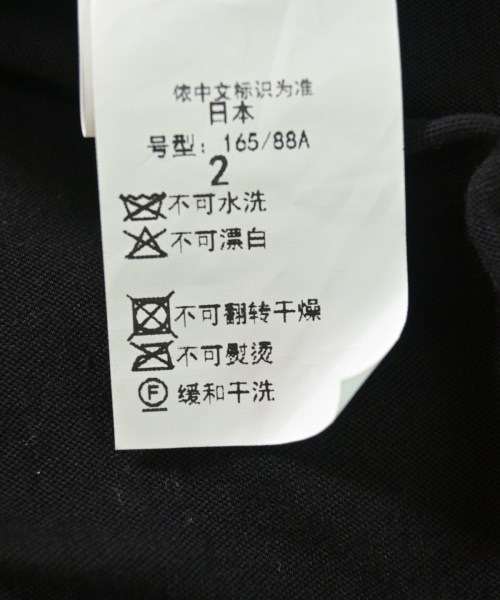 依中文标识为准
日本
号型：165/88A
2
不可水洗
不可漂白
不可翻转干燥
不可熨烫
F 缓和干洗